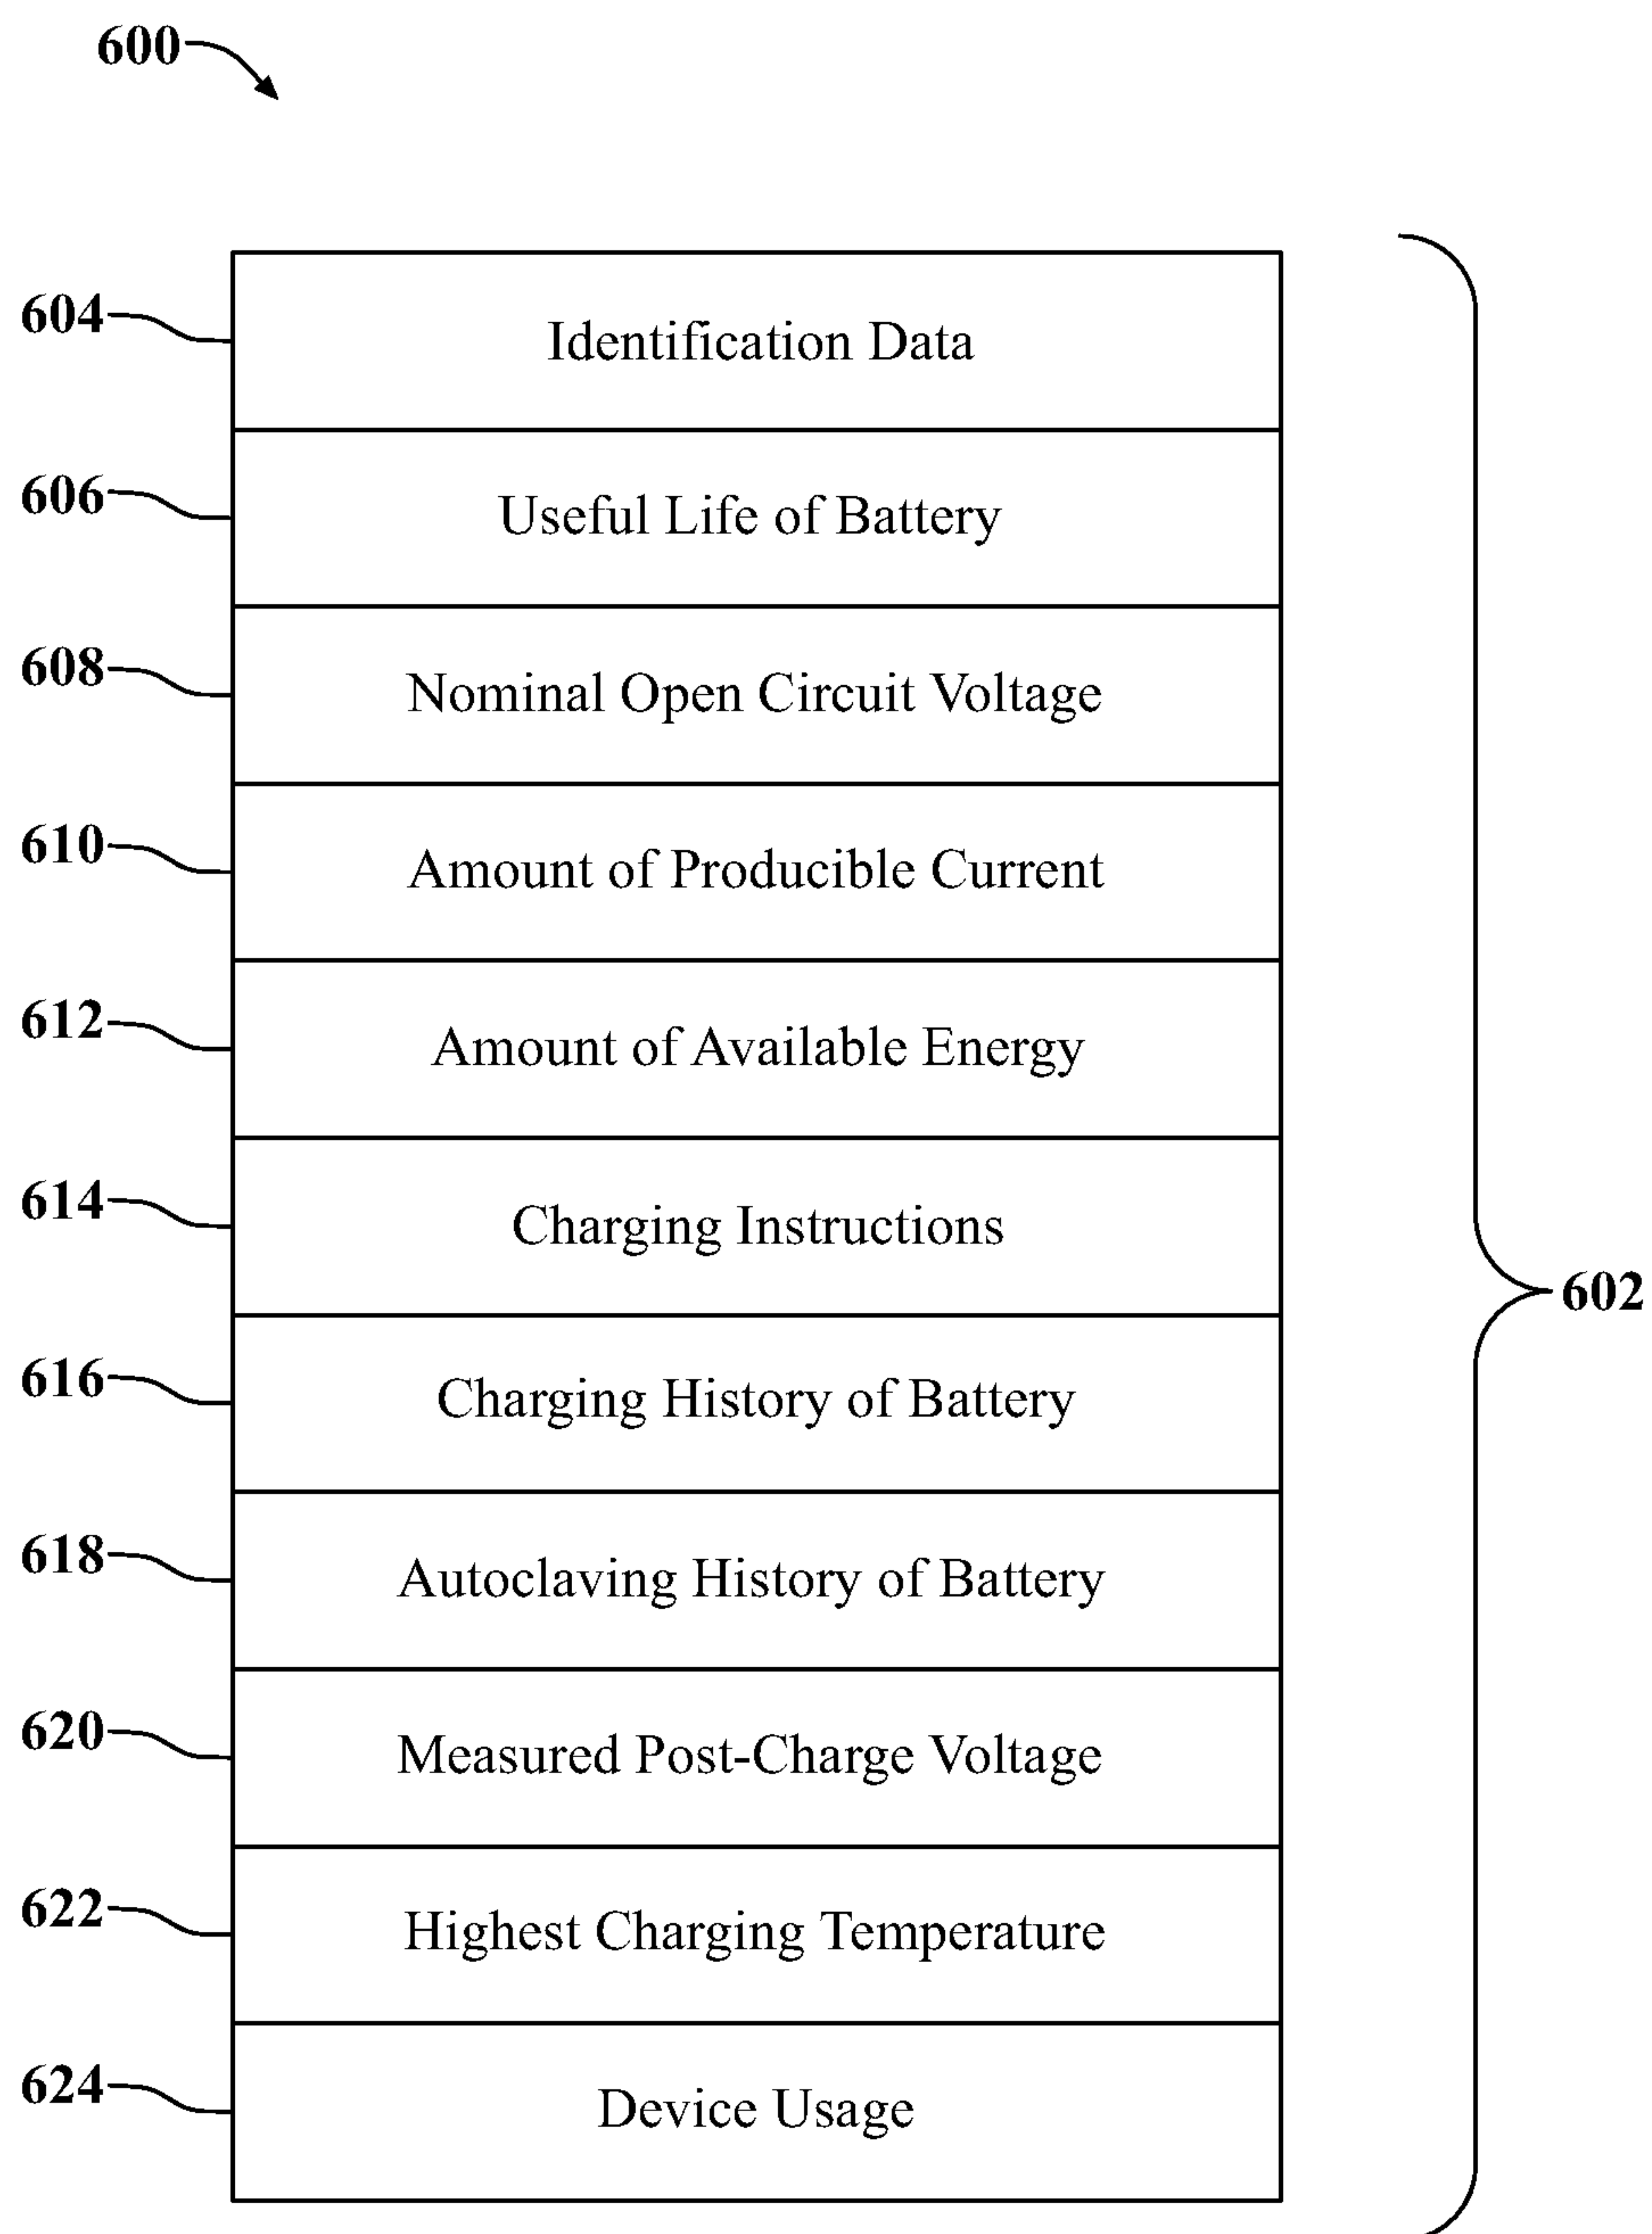 600
604 Identification Data
606 Useful Life of Battery
608 Nominal Open Circuit Voltage
610 Amount of Producible Current
612 Amount of Available Energy
614 Charging Instructions
602
616 Charging History of Battery
618 Autoclaving History of Battery
620 Measured Post-Charge Voltage
622 Highest Charging Temperature
624 Device Usage